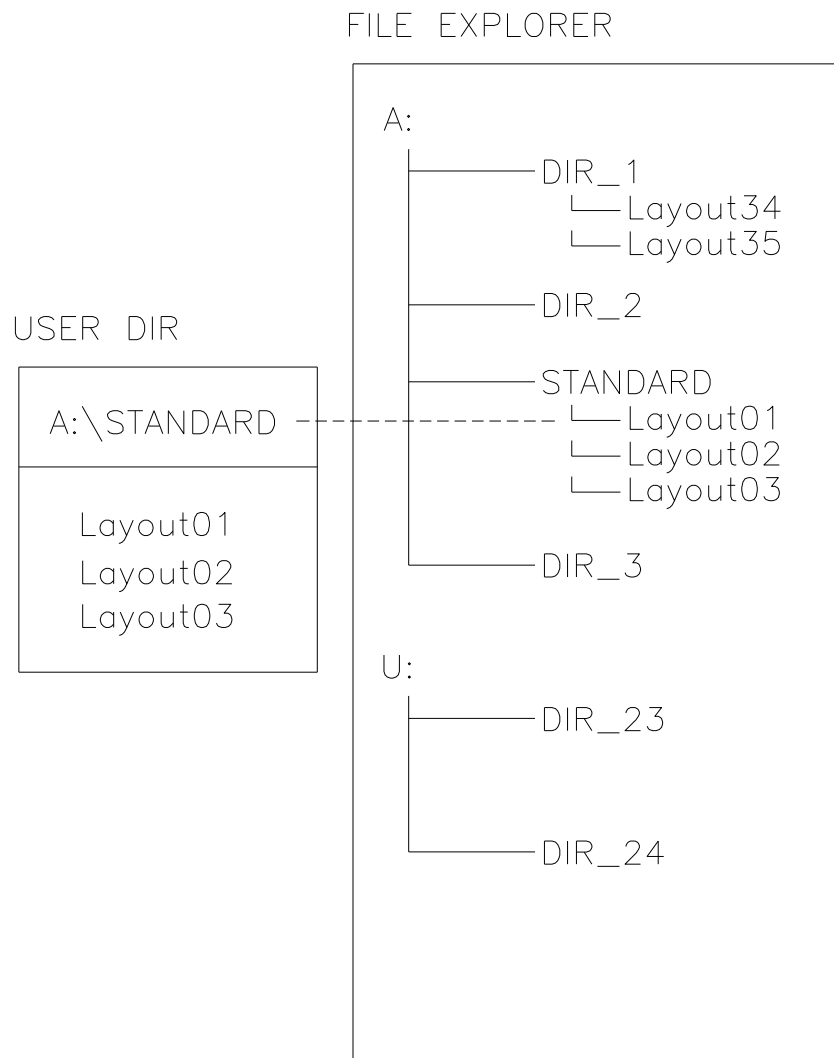 FILE EXPLORER
A:
DIR_1
Layout34
Layout35
DIR_2
USER DIR
STANDARD
A:\STANDARD
Layout01
Layout02
Layout03
Layout01
Layout02
Layout03
DIR_3
U:
DIR_23
DIR_24